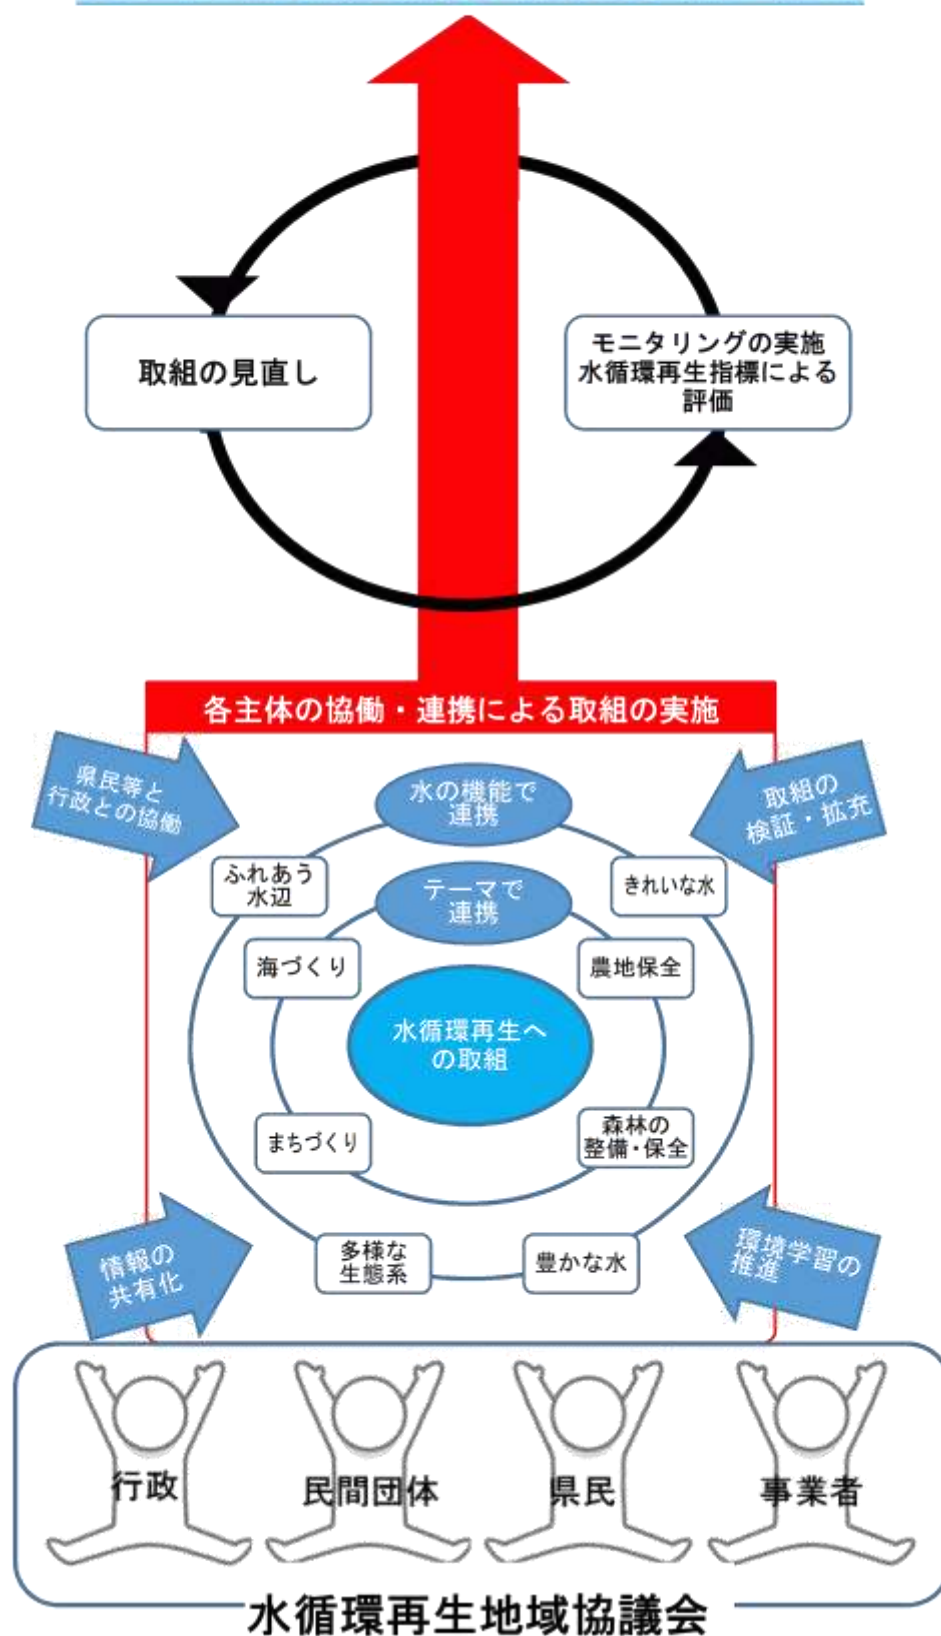 取組の見直し
モニタリングの実施
水循環再生指標による
評価
各主体の協働・連携による取組の実施
県民等と
行政との協働
取組の
検証・拡充
水の機能で
連携
ふれあう
水辺
きれいな水
テーマで
連携
海づくり
農地保全
水循環再生へ
の取組
まちづくり
森林の
整備・保全
多様な
生態系
豊かな水
情報の
共有化
環境学習の
推進
行政
民間団体
県民
事業者
水循環再生地域協議会